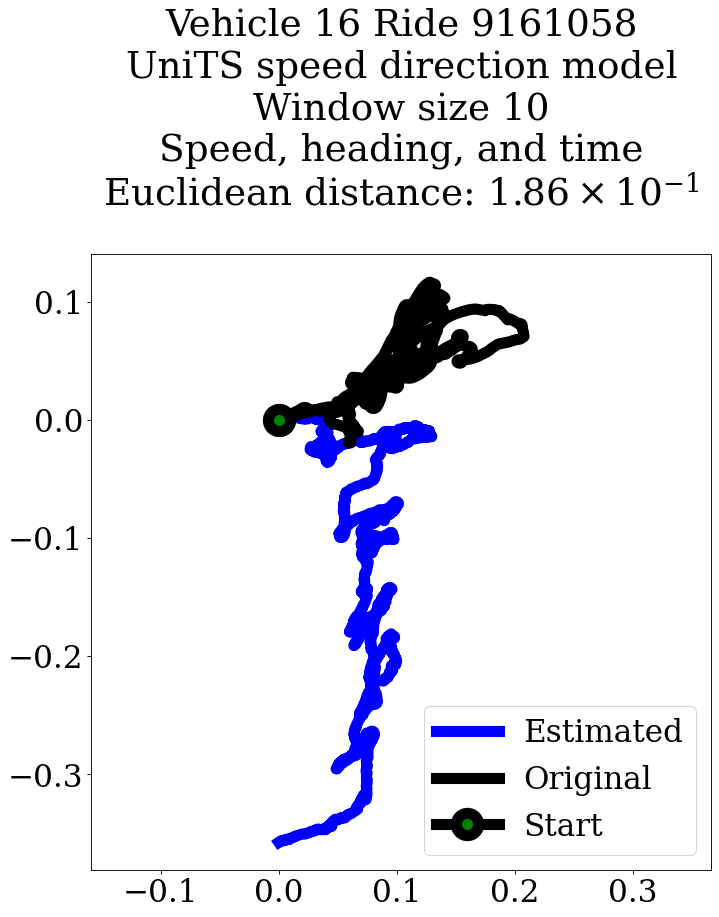 Vehicle 16 Ride 9161058
UniTS speed direction model
Window size 10
Speed, heading, and time
Euclidean distance: 1.86 × 10⁻¹
0.1
0.0
−0.1
−0.2
−0.3
Estimated
Original
Start
−0.1 0.0 0.1 0.2 0.3